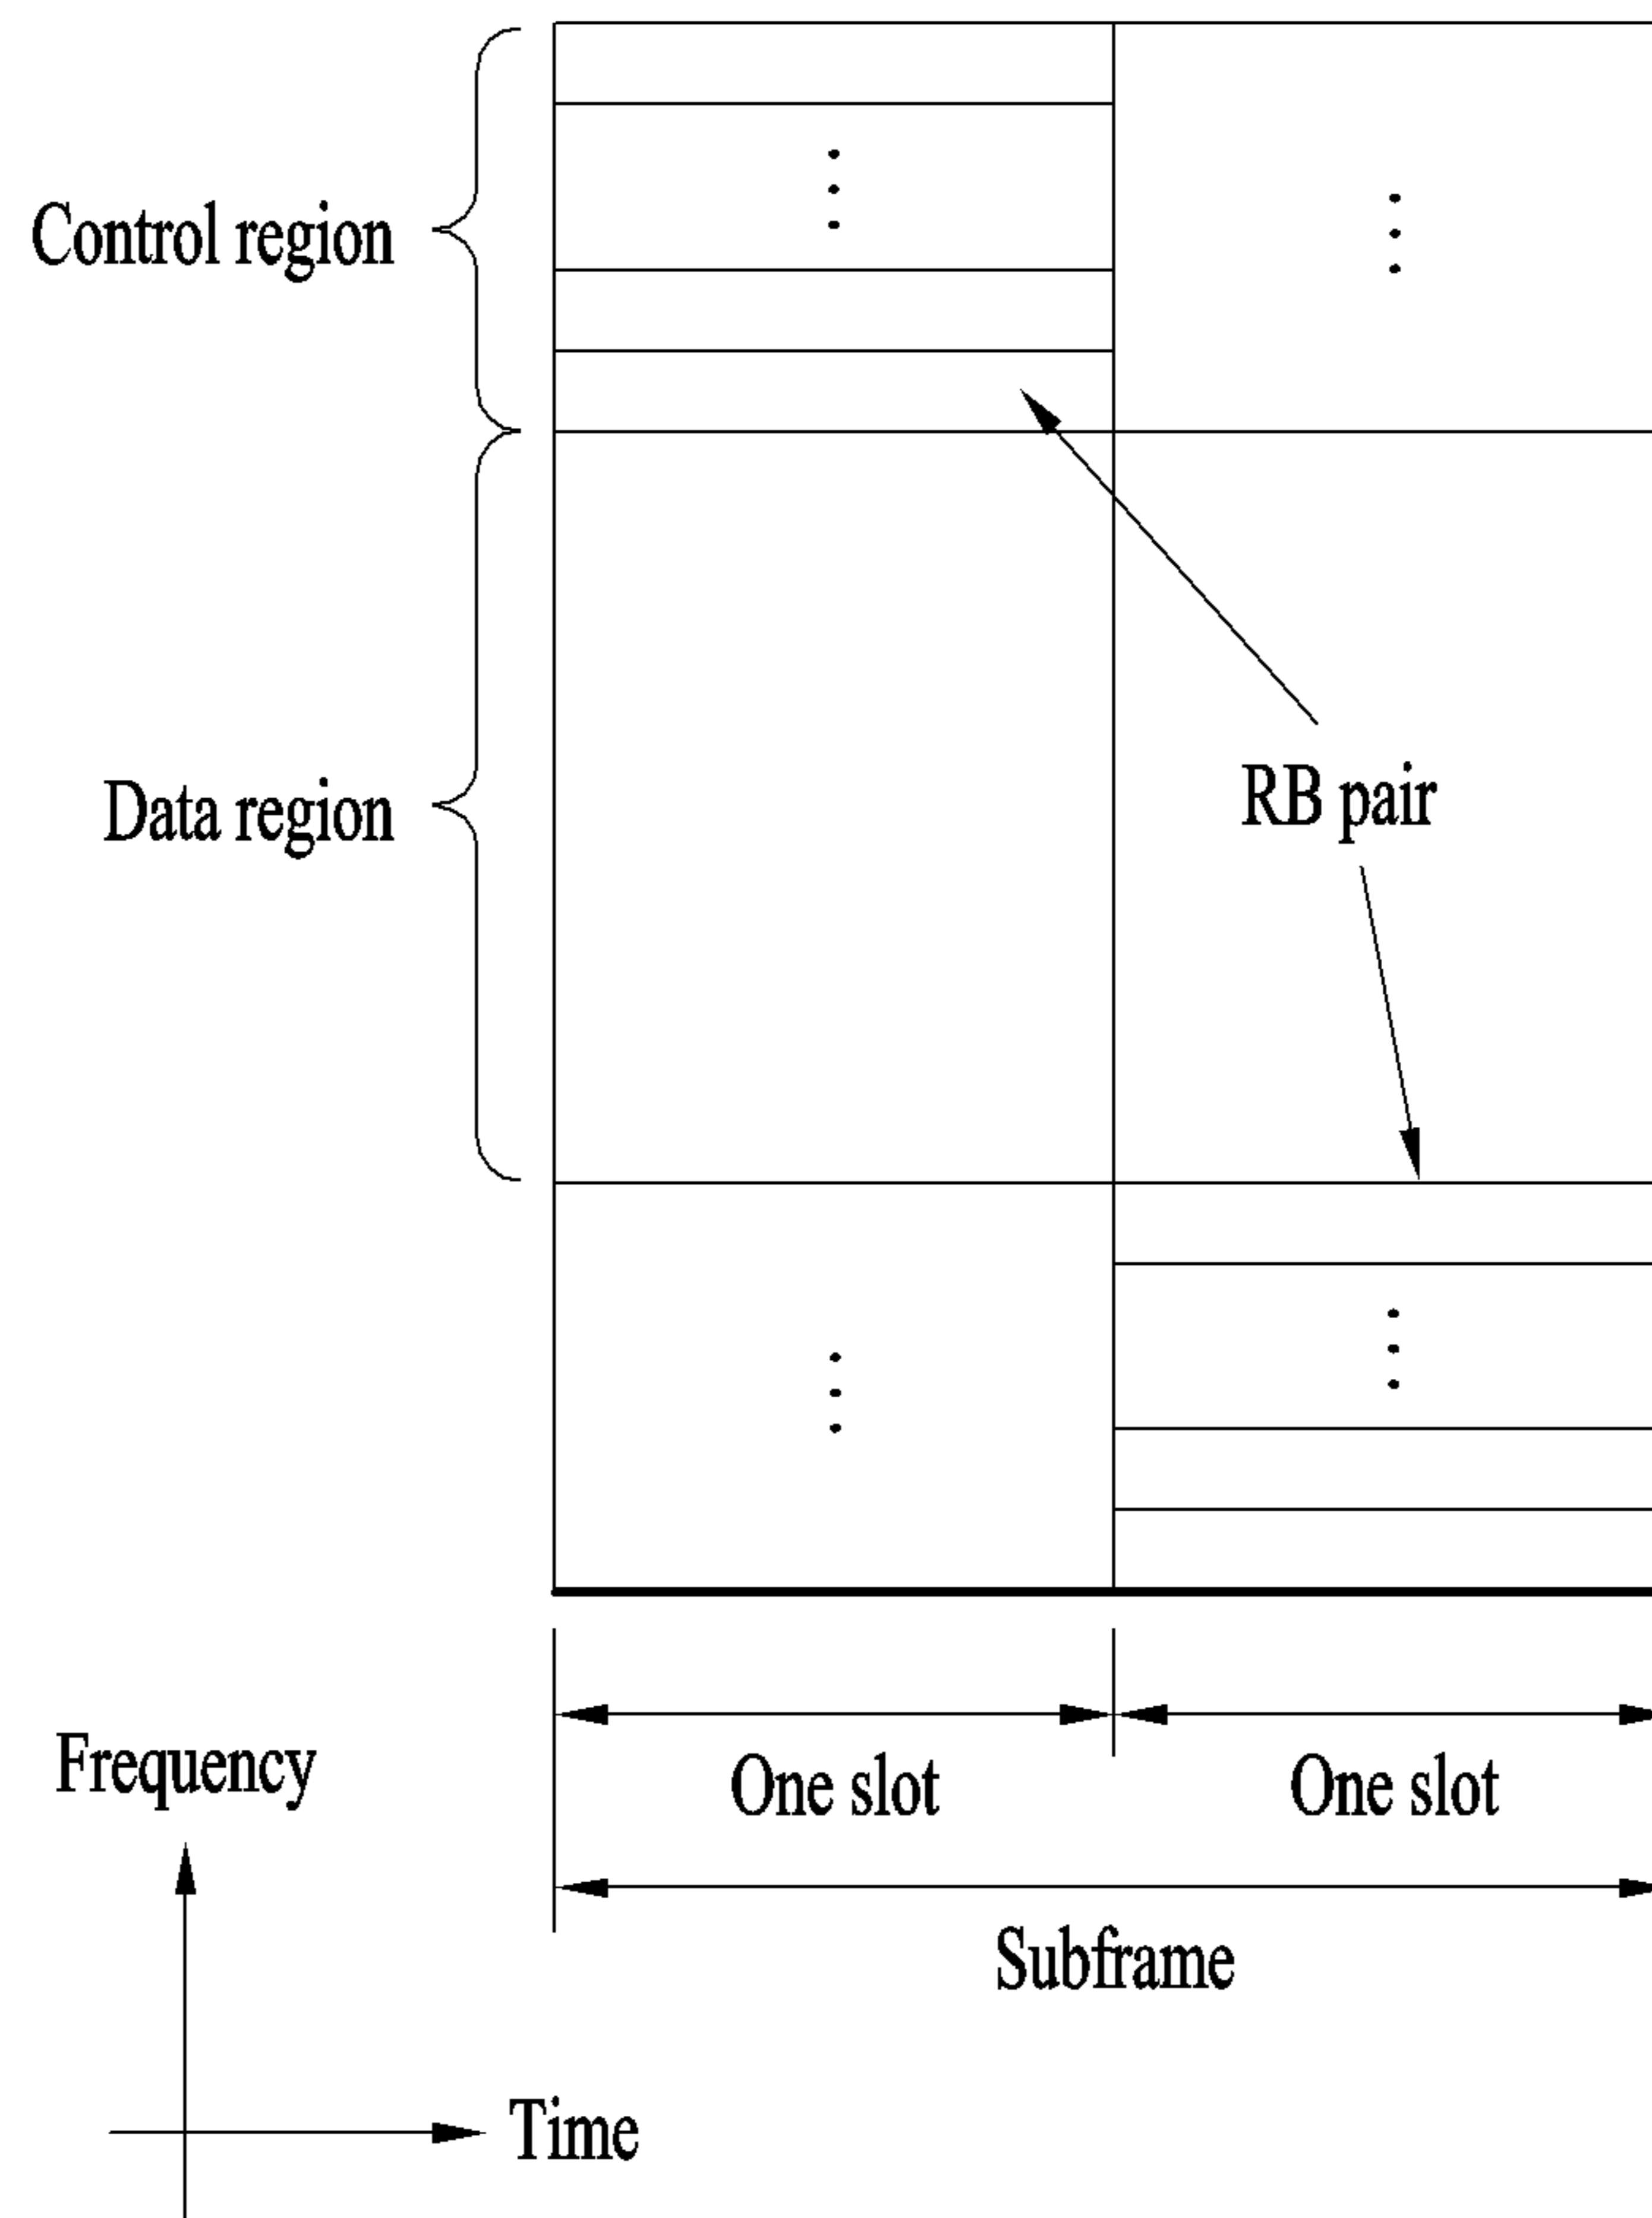 Control region
Data region
RB pair
Frequency
One slot
One slot
Subframe
Time